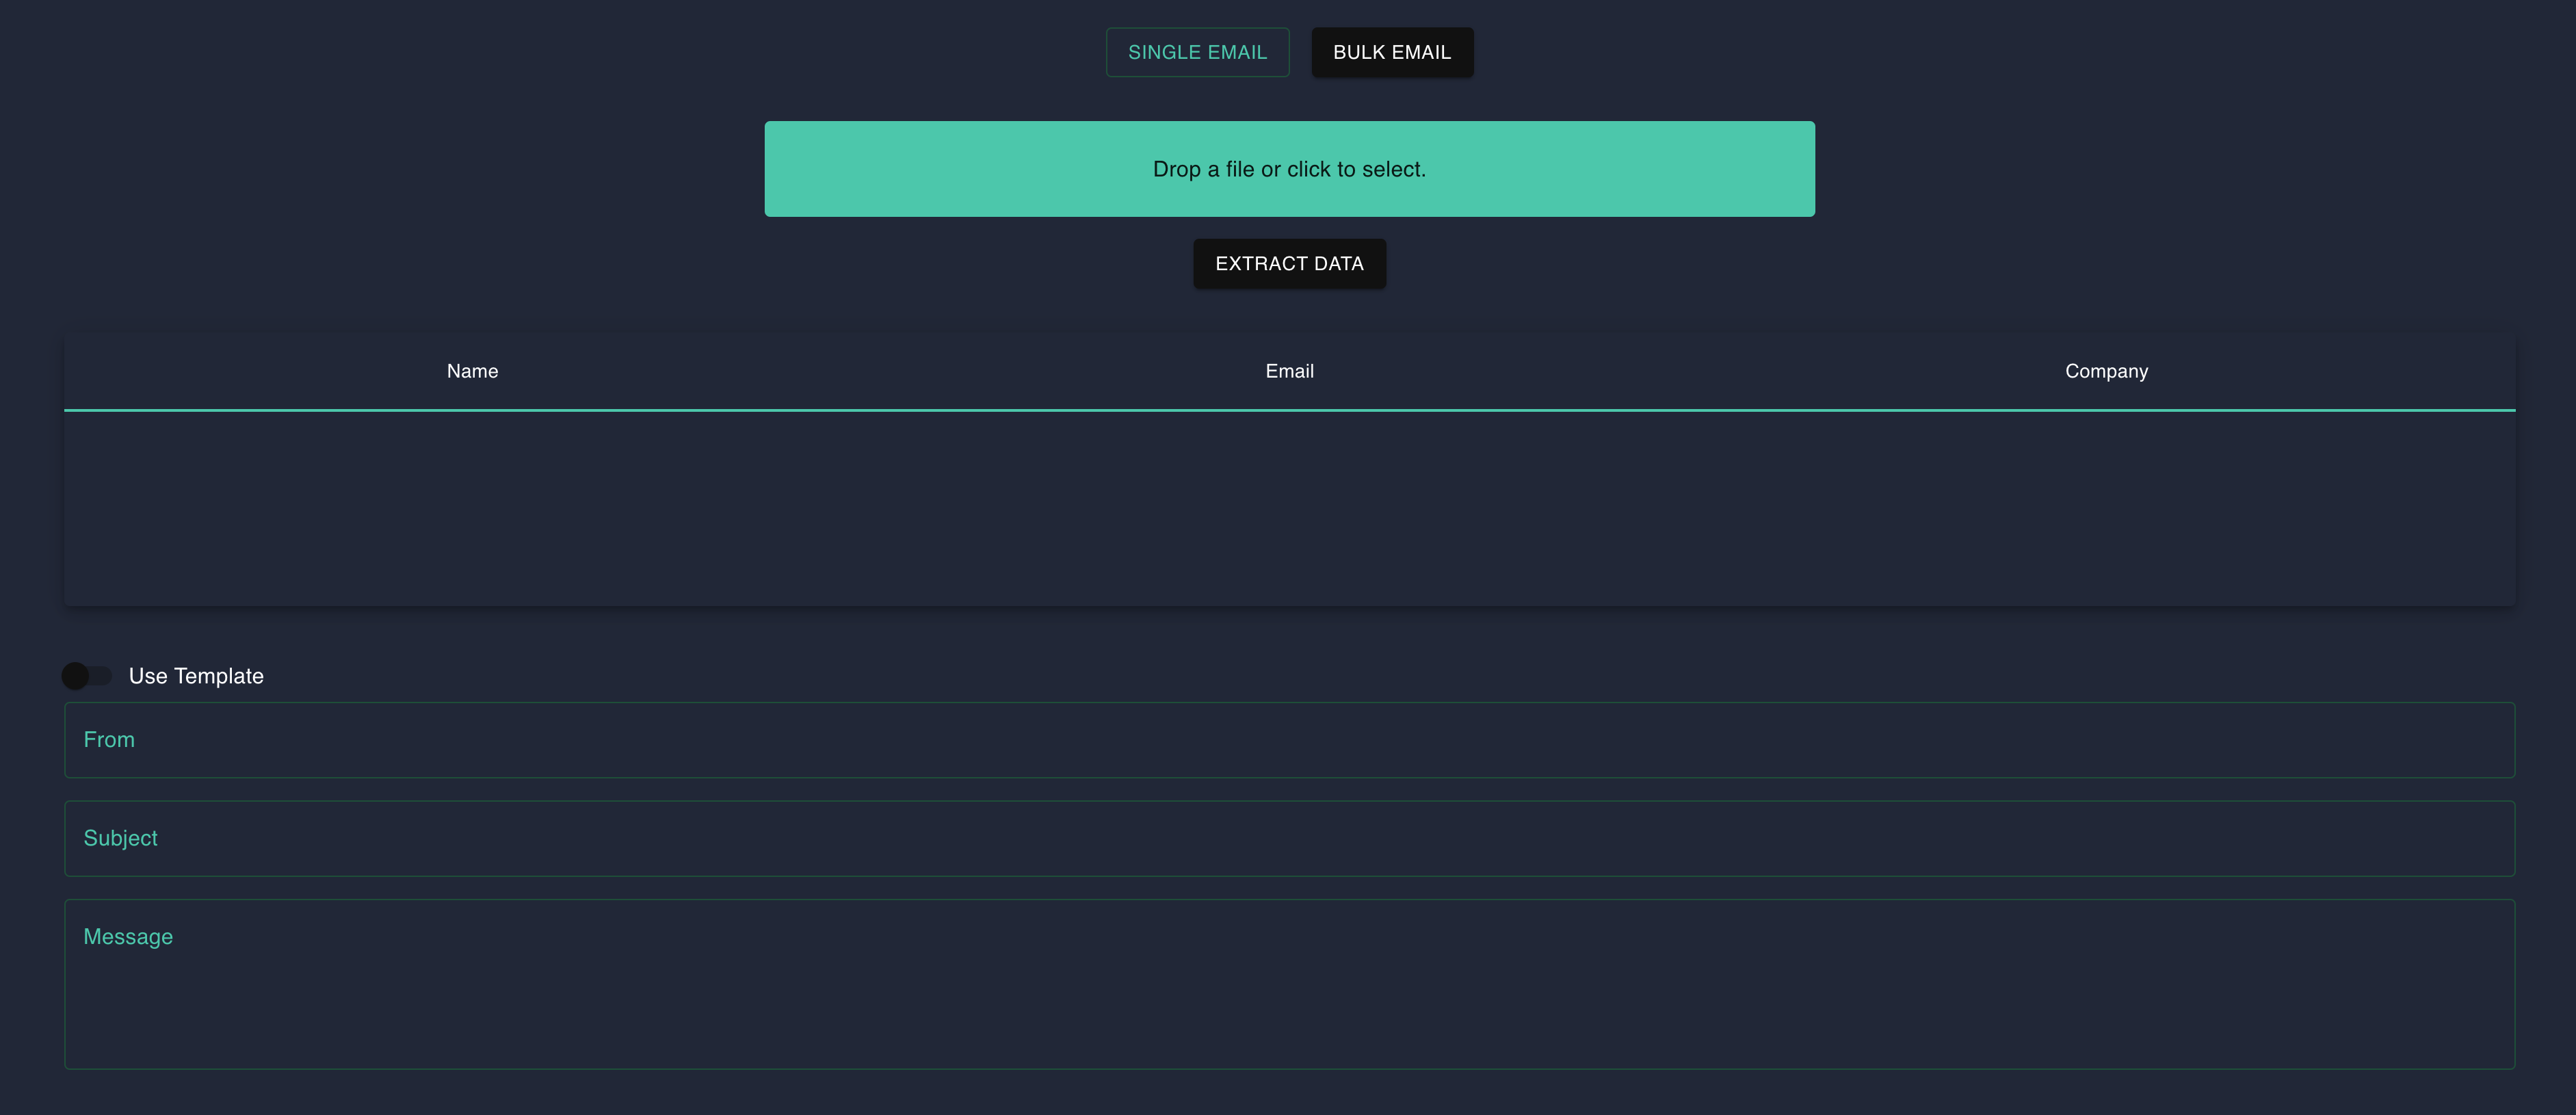 SINGLE EMAIL BULK EMAIL
Drop a file or click to select.
EXTRACT DATA
Name Email Company
Use Template
From
Subject
Message